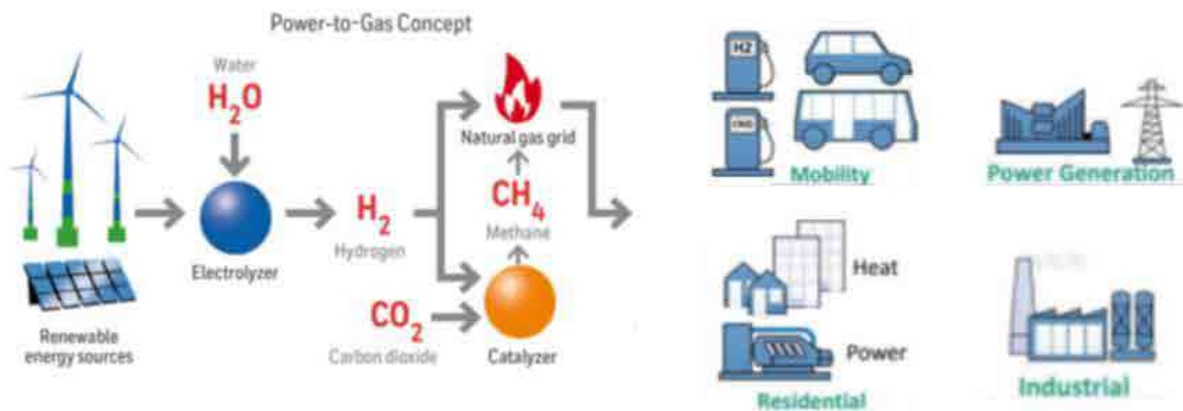 Power-to-Gas Concept
Water
H₂O
Electrolyzer
Renewable
energy sources
H₂
Hydrogen
CO₂
Carbon dioxide
Natural gas grid
CH₄
Methane
Catalyzer
H2
CNG
Mobility
Power Generation
Heat
Power
Residential
Industrial